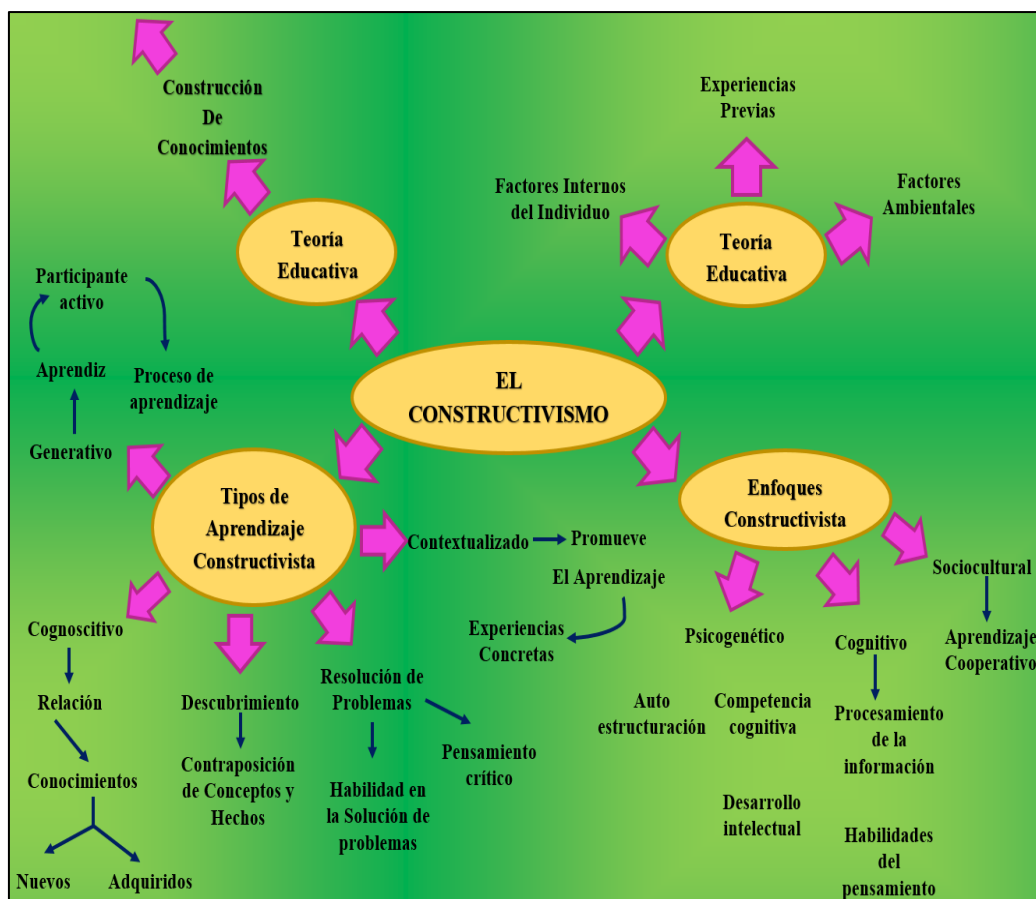 Construcción
De
Conocimientos
Teoría
Educativa
Experiencias
Previas
Factores Internos
del Individuo
Factores
Ambientales
Teoría
Educativa
EL
CONSTRUCTIVISMO
Participante
activo
Aprendiz
Proceso de
aprendizaje
Generativo
Tipos de
Aprendizaje
Constructivista
Contextualizado
Promueve
El Aprendizaje
Experiencias
Concretas
Cognoscitivo
Relación
Conocimientos
Nuevos
Adquiridos
Descubrimiento
Contraposición
de Conceptos y
Hechos
Resolución de
Problemas
Pensamiento
crítico
Habilidad en
la Solución de
problemas
Enfoques
Constructivista
Psicogenético
Auto
estructuración
Competencia
cognitiva
Desarrollo
intelectual
Cognitivo
Procesamiento
de la
información
Habilidades
del
pensamiento
Sociocultural
Aprendizaje
Cooperativo